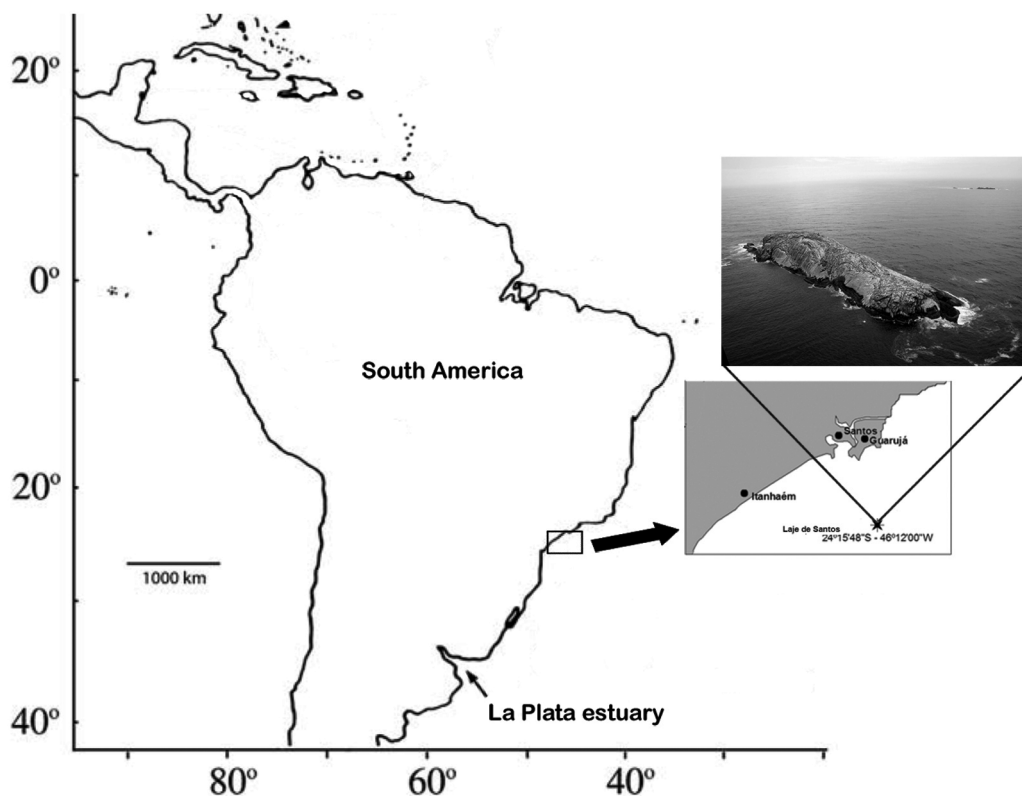 20º
0º
South America
Santos
Guarujá
Itanhaém
Laje de Santos
24º15'48"S - 46º12'00"W
20º
1000 km
La Plata estuary
40º
80º
60º
40º